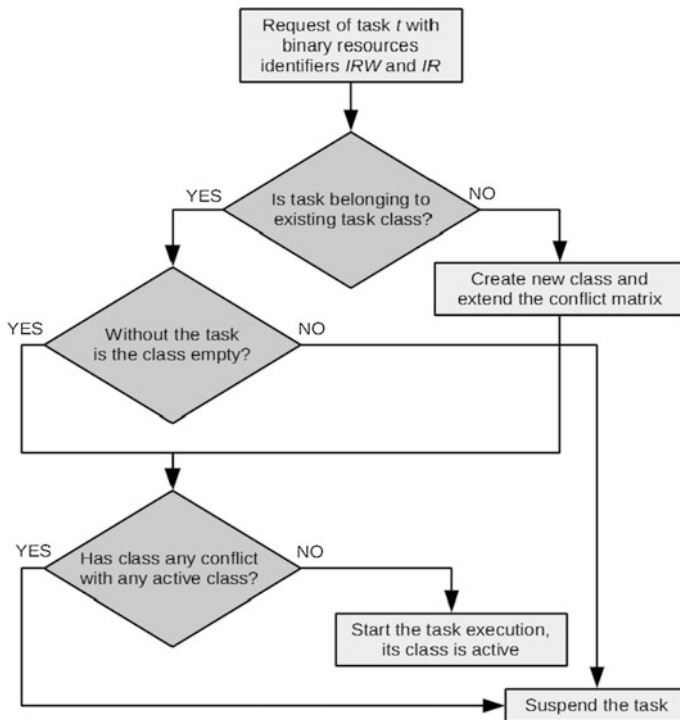 Request of task t with
binary resources
identifiers IRW and IR
YES
NO
Is task belonging to
existing task class?
Create new class and
extend the conflict matrix
YES
NO
Without the task
is the class empty?
YES
NO
Has class any conflict
with any active class?
Start the task execution,
its class is active
Suspend the task